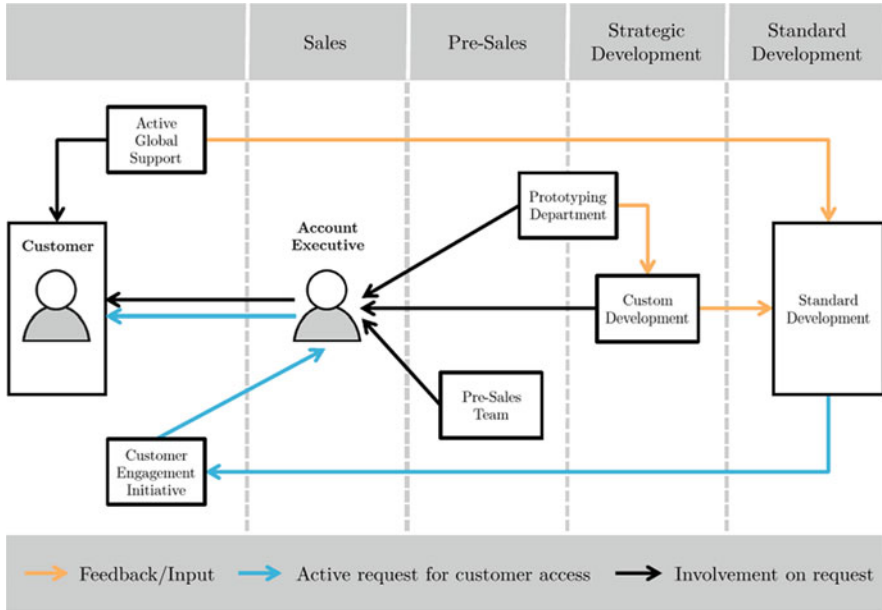 Sales
Pre-Sales
Strategic
Development
Standard
Development
Active
Global
Support
Prototyping
Department
Customer
Account
Executive
Custom
Development
Standard
Development
Pre-Sales
Team
Customer
Engagement
Initiative
Feedback/Input
Active request for customer access
Involvement on request